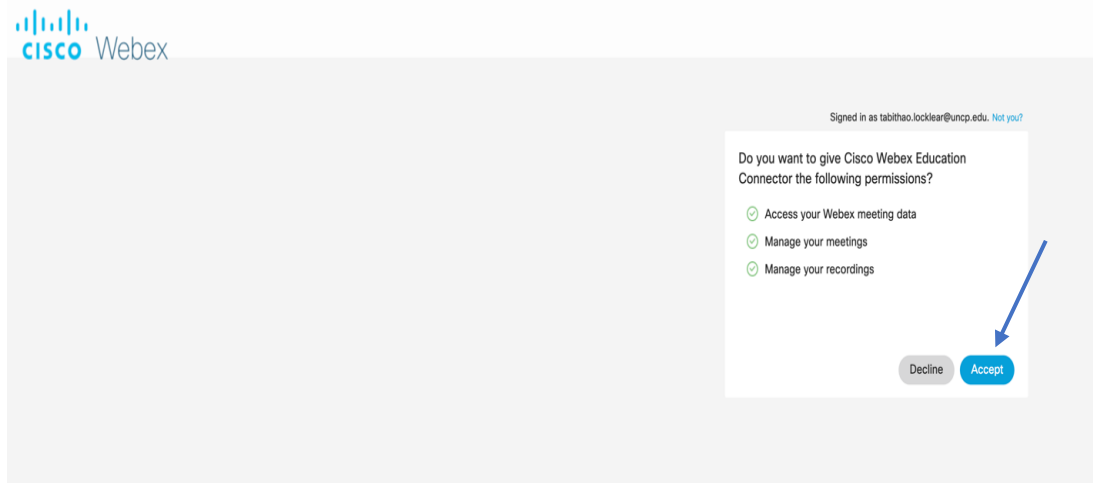 CISCO Webex
Signed in as tabithao.locklear@uncp.edu. Not you?
Do you want to give Cisco Webex Education
Connector the following permissions?
Access your Webex meeting data
Manage your meetings
Manage your recordings
Decline Accept